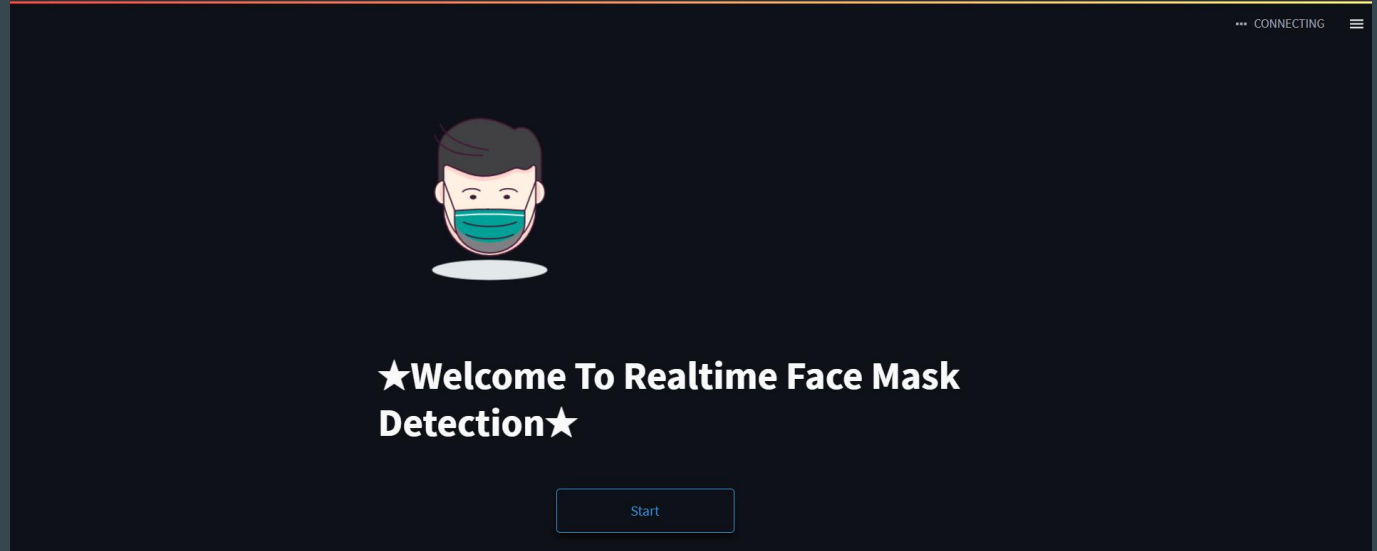 CONNECTING
★Welcome To Realtime Face Mask
Detection★
Start